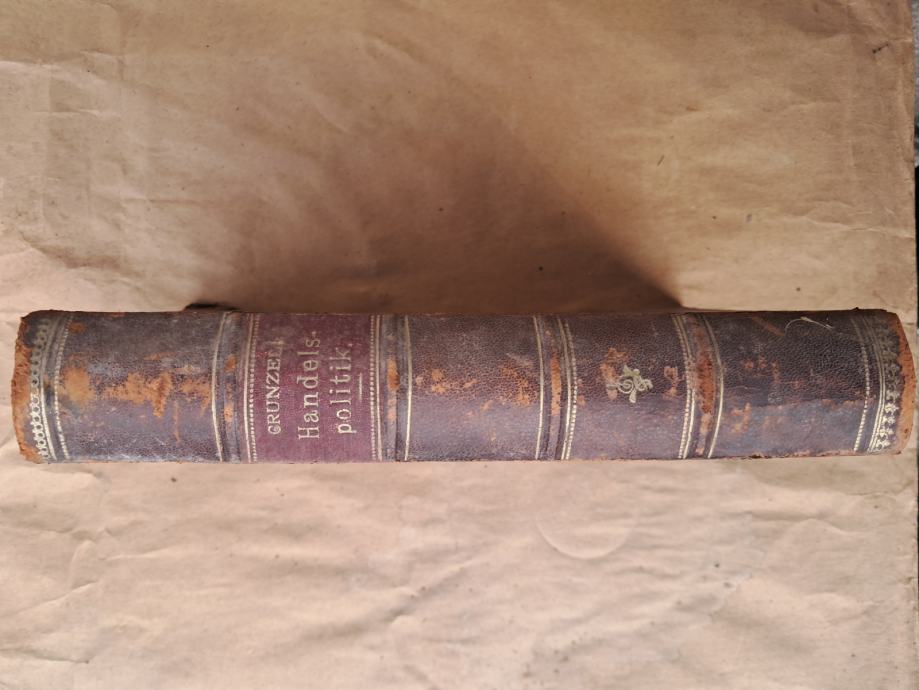 GRUNZEL,
Handels-
politik.